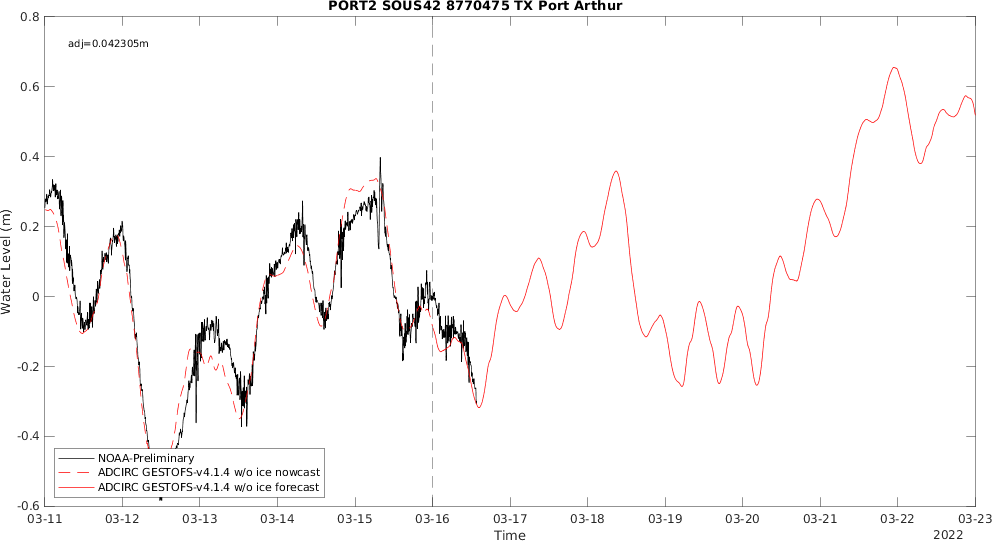 PORT2 SOUS42 8770475 TX Port Arthur
adj=0.042305m
0.8
0.6
0.4
0.2
0
-0.2
-0.4
-0.6
Water Level (m)
NOAA-Preliminary
ADCIRC GESTOFS-v4.1.4 w/o ice nowcast
ADCIRC GESTOFS-v4.1.4 w/o ice forecast
03-11 03-12 03-13 03-14 03-15 03-16 03-17 03-18 03-19 03-20 03-21 03-22 03-23
Time
2022